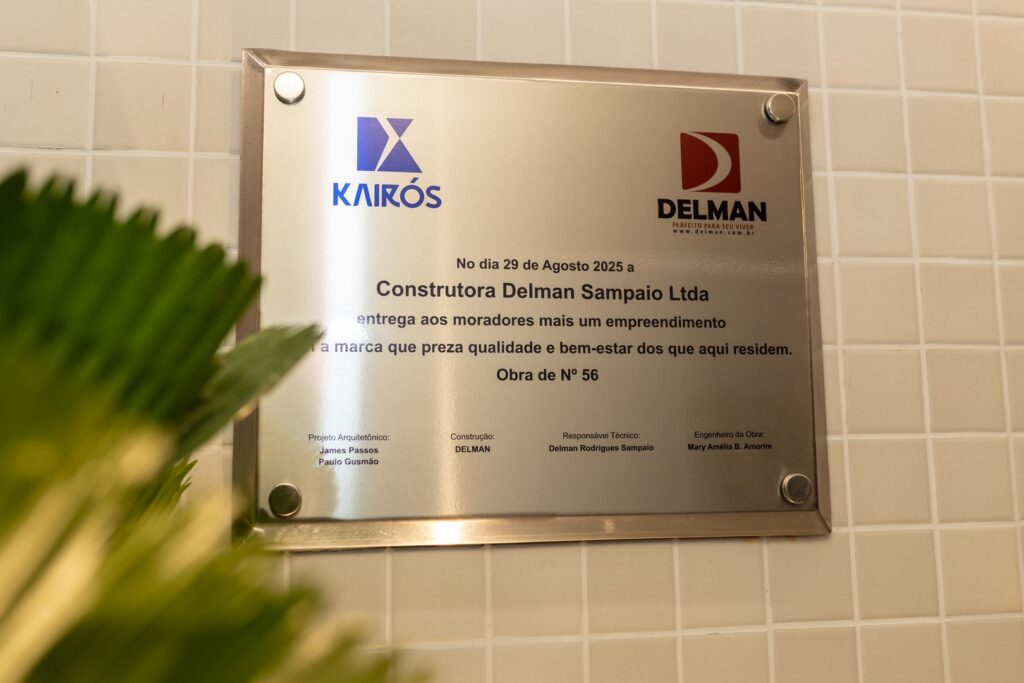 KAIRÓS
DELMAN
PERFEITO PARA SEU VIVER
www.delman.com.br
No dia 29 de Agosto 2025 a
Construtora Delman Sampaio Ltda
entrega aos moradores mais um empreendimento
a marca que preza qualidade e bem-estar dos que aqui residem.
Obra de Nº 56
Projeto Arquitetônico:
James Passos
Paulo Gusmão
Construção:
DELMAN
Responsável Técnico:
Delman Rodrigues Sampaio
Engenheiro da Obra:
Mary Amélia B. Amorim